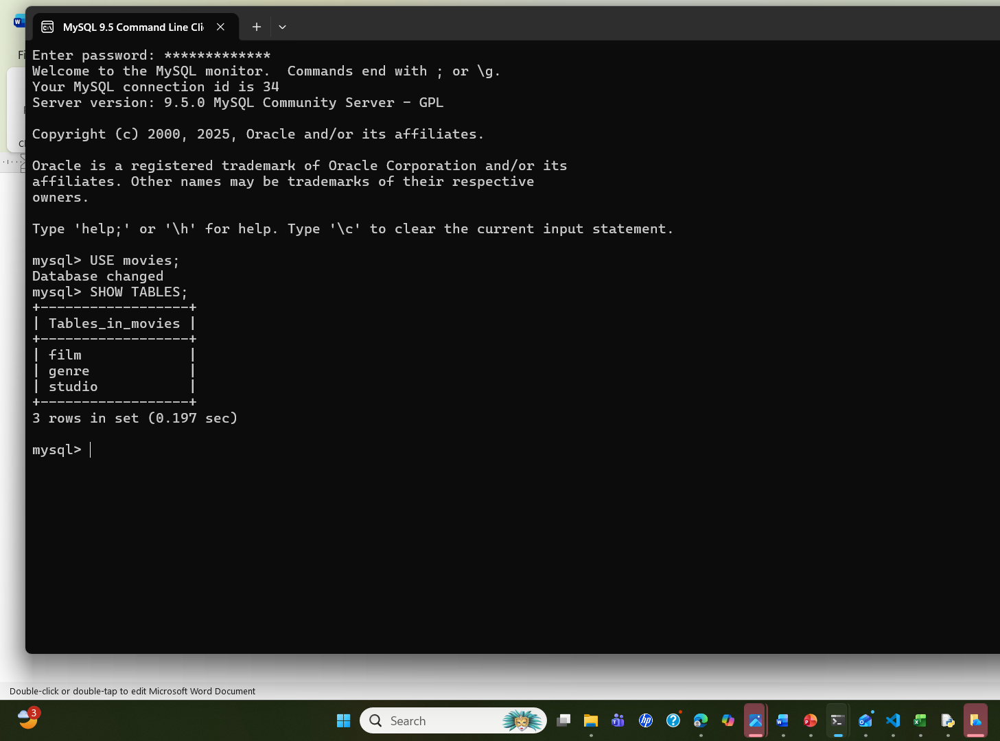 MySQL 9.5 Command Line Cli
Fi
Enter password: *************
Welcome to the MySQL monitor.  Commands end with ; or \g.
Your MySQL connection id is 34
Server version: 9.5.0 MySQL Community Server - GPL
Copyright (c) 2000, 2025, Oracle and/or its affiliates.
Oracle is a registered trademark of Oracle Corporation and/or its
affiliates. Other names may be trademarks of their respective
owners.
Type 'help;' or '\h' for help. Type '\c' to clear the current input statement.
mysql> USE movies;
Database changed
mysql> SHOW TABLES;
+------------------+
| Tables_in_movies |
+------------------+
| film             |
| genre            |
| studio           |
+------------------+
3 rows in set (0.197 sec)
mysql>
Double-click or double-tap to edit Microsoft Word Document
3
Search